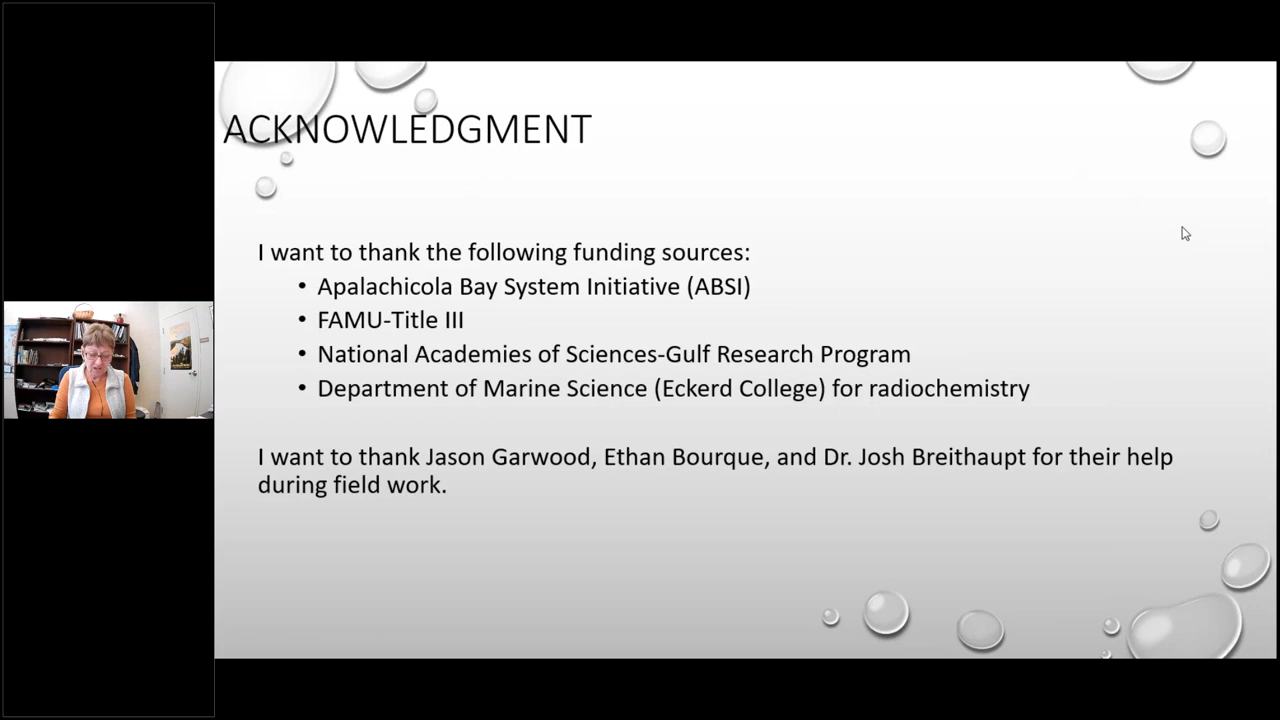 ACKNOWLEDGMENT
I want to thank the following funding sources:
• Apalachicola Bay System Initiative (ABSI)
• FAMU-Title III
• National Academies of Sciences-Gulf Research Program
• Department of Marine Science (Eckerd College) for radiochemistry
I want to thank Jason Garwood, Ethan Bourque, and Dr. Josh Breithaupt for their help
during field work.